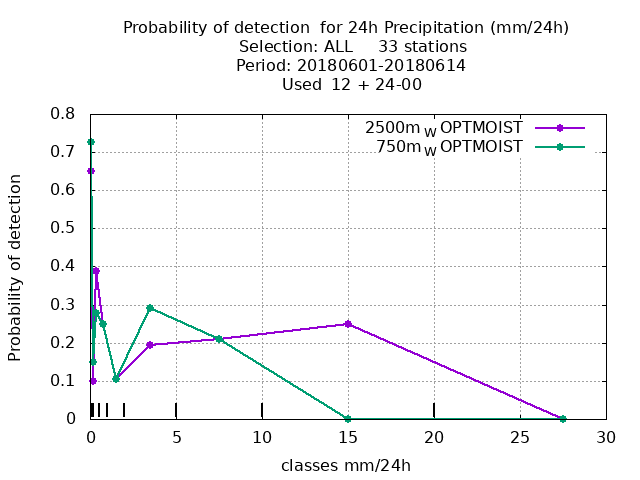 Probability of detection  for 24h Precipitation (mm/24h)
Selection: ALL     33 stations
Period: 20180601-20180614
Used  12 + 24-00
2500m_W OPTMOIST
750m_W OPTMOIST
Probability of detection
0.8
0.7
0.6
0.5
0.4
0.3
0.2
0.1
0
0 5 10 15 20 25 30
classes mm/24h